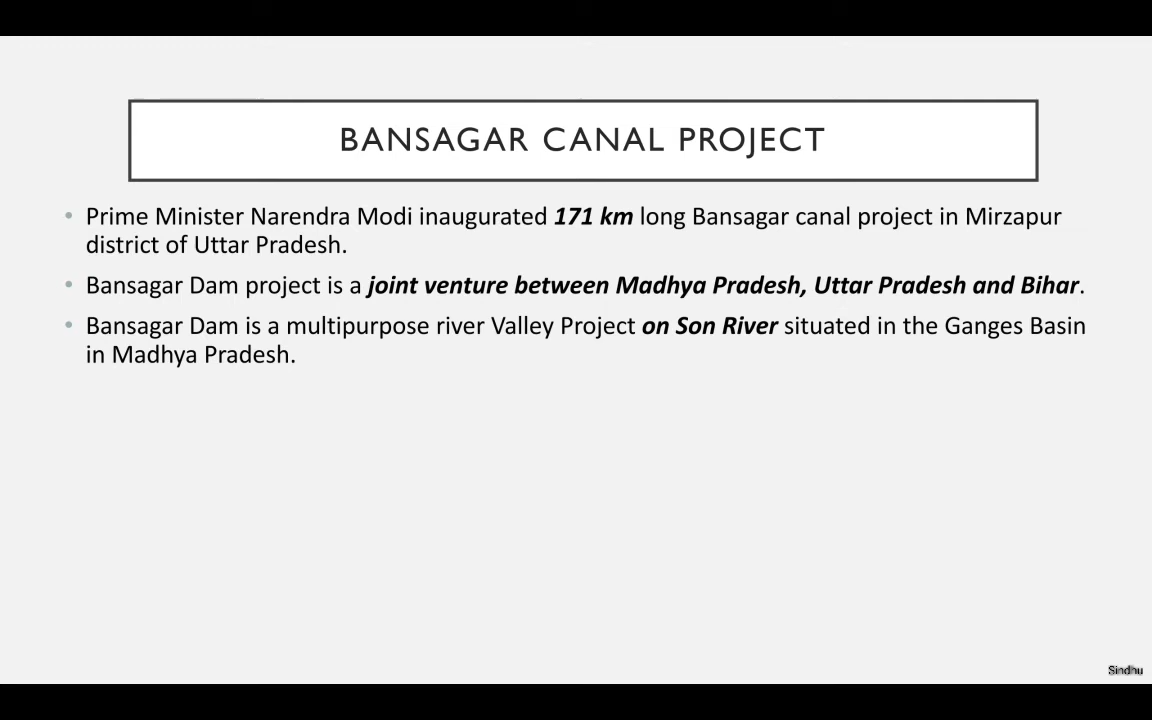 BANSAGAR CANAL PROJECT
• Prime Minister Narendra Modi inaugurated 171 km long Bansagar canal project in Mirzapur
district of Uttar Pradesh.
• Bansagar Dam project is a joint venture between Madhya Pradesh, Uttar Pradesh and Bihar.
• Bansagar Dam is a multipurpose river Valley Project on Son River situated in the Ganges Basin
in Madhya Pradesh.
Sindhu